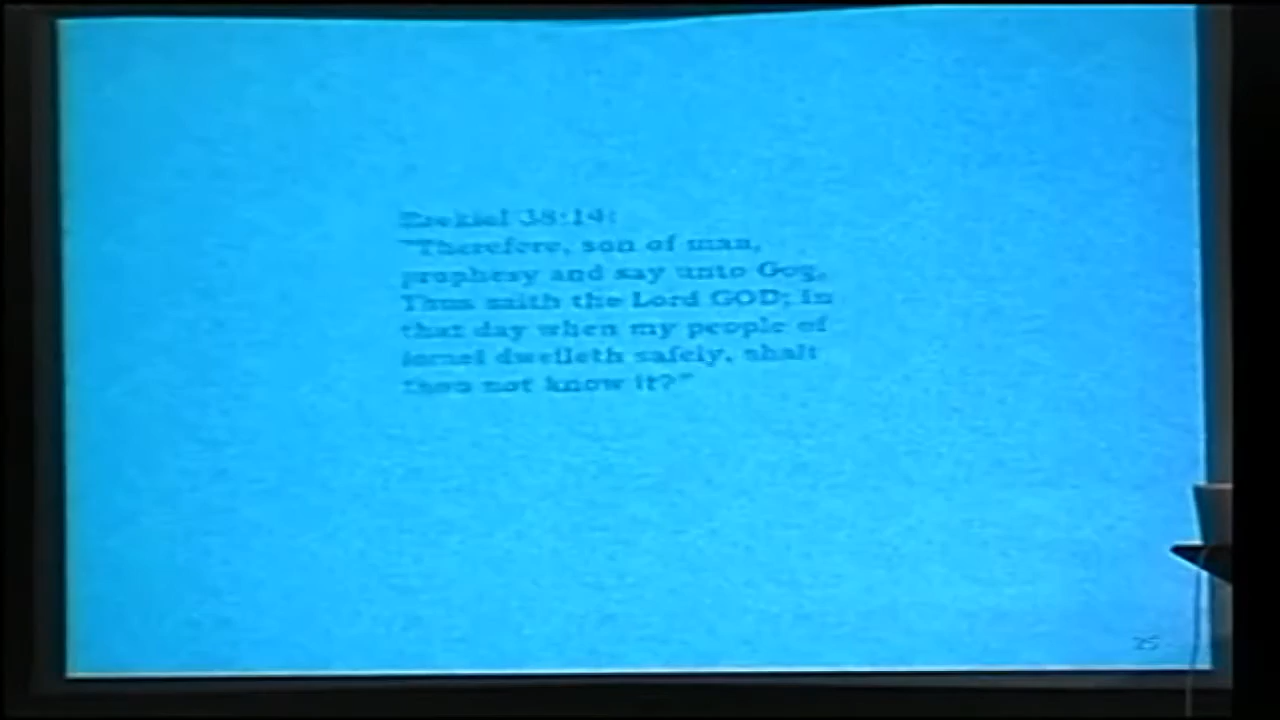 Ezekiel 38:14:
"Therefore, son of man,
prophesy and say unto Gog,
Thus saith the Lord GOD; In
that day when my people of
israel dwelleth safely, shalt
thou not know it?"
25